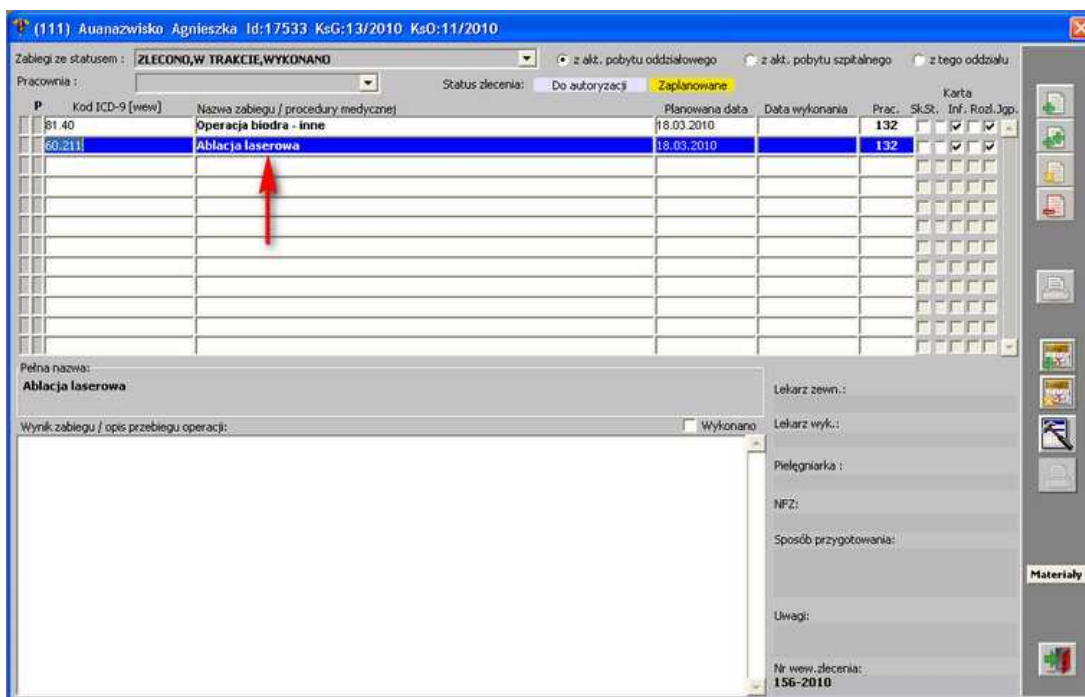 (111) Auanazwisko Agnieszka Id:17533 KsG:13/2010 KsO:11/2010
Zabiegi ze statusem : ZLECONO,W TRAKCIE,WYKONANO z akt. pobytu oddziałowego z akt. pobytu szpitalnego z tego oddziału
Pracownia : Status zlecenia: Do autoryzacji Zaplanowane
Karta
P Kod ICD-9 [wew] Nazwa zabiegu / procedury medycznej Planowana data Data wykonania Prac. Sk.St. Inf. Rozl.Jgp.
81.40 Operacja biodra - inne 18.03.2010 132
60.211 Ablacja laserowa 18.03.2010 132
Pełna nazwa:
Ablacja laserowa
Lekarz zewn.:
Wynik zabiegu / opis przebiegu operacji: Wykonano Lekarz wyk.:
Pielęgniarka :
NFZ:
Sposób przygotowania:
Materiały
Uwagi:
Nr wew.zlecenia:
156-2010